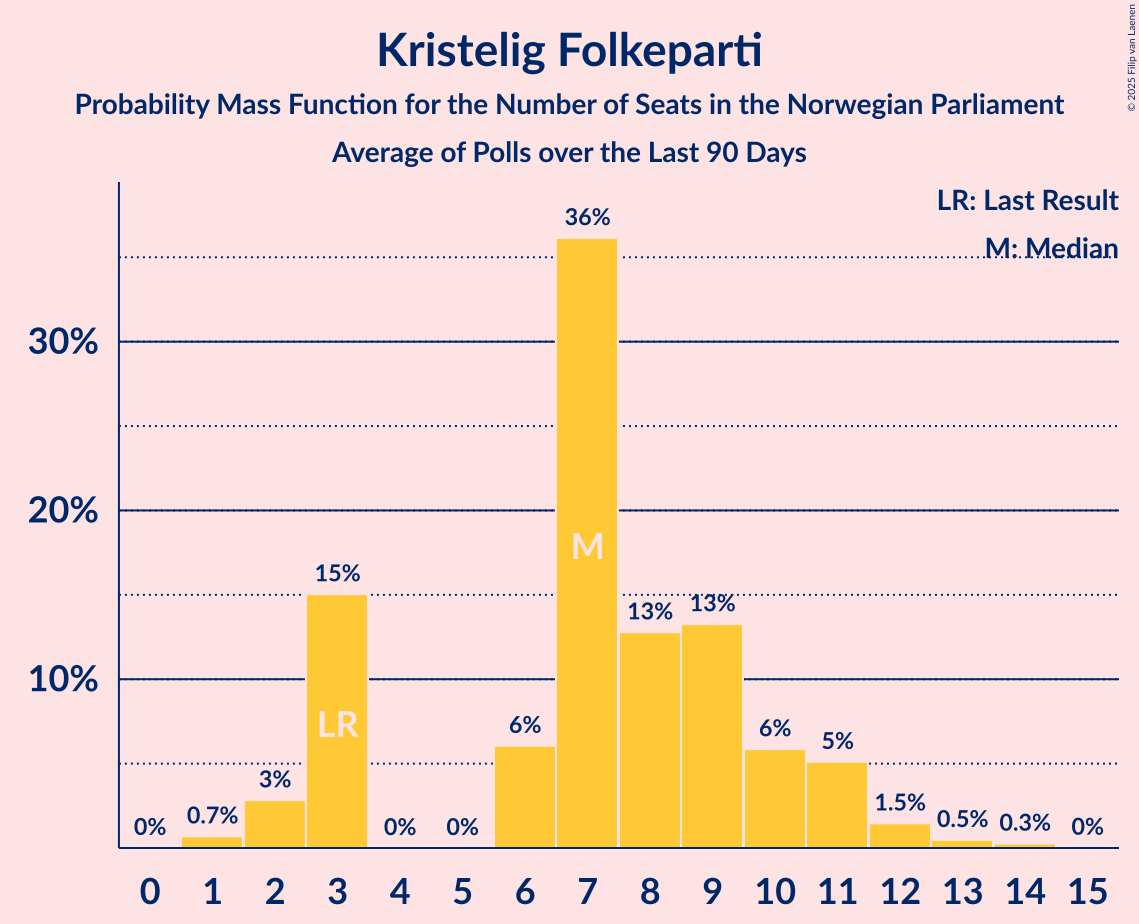 © 2025 Filip van Laenen
Kristelig Folkeparti
Probability Mass Function for the Number of Seats in the Norwegian Parliament
Average of Polls over the Last 90 Days
LR: Last Result
M: Median
36%
30%
20%
M
15%
13%
13%
10%
LR
6%
6%
5%
3%
1.5%
0.7%
0.5%
0.3%
0%
0%
0%
0%
0 1 2 3 4 5 6 7 8 9 10 11 12 13 14 15